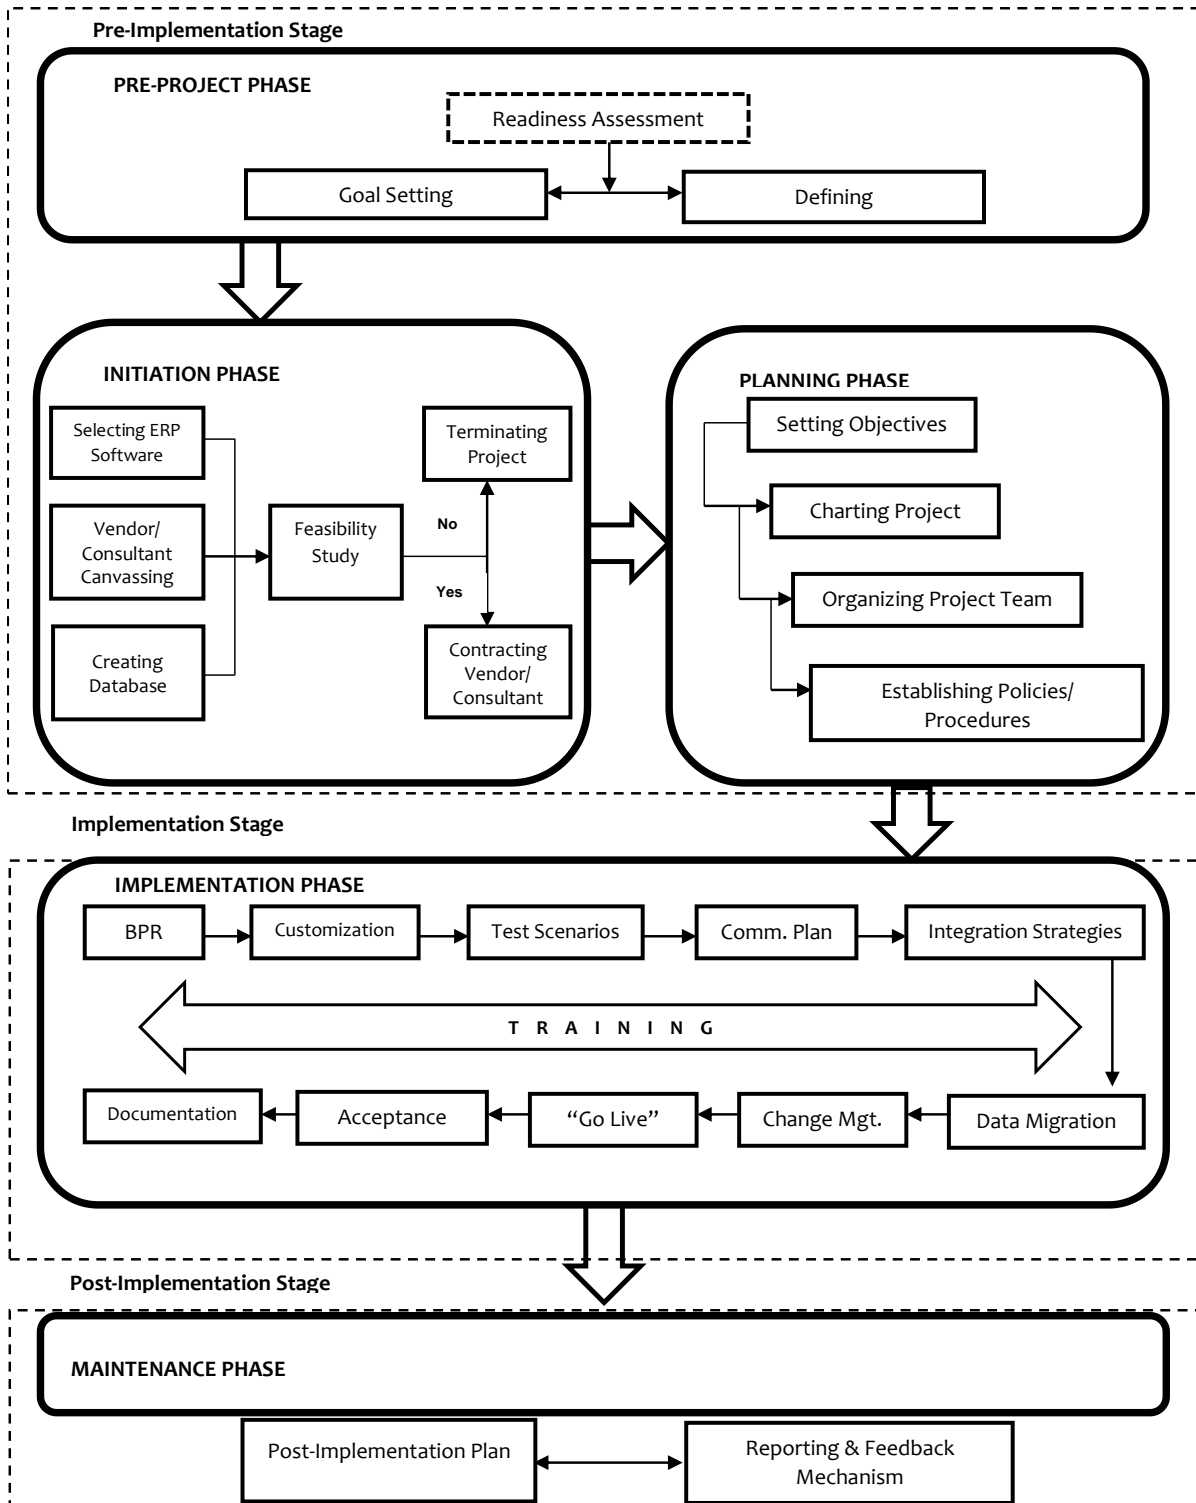 Pre-Implementation Stage
PRE-PROJECT PHASE
Readiness Assessment
Goal Setting
Defining
INITIATION PHASE
Selecting ERP
Software
Vendor/
Consultant
Canvassing
Creating
Database
Feasibility
Study
Terminating
Project
No
Yes
Contracting
Vendor/
Consultant
PLANNING PHASE
Setting Objectives
Charting Project
Organizing Project Team
Establishing Policies/
Procedures
Implementation Stage
IMPLEMENTATION PHASE
BPR
Customization
Test Scenarios
Comm. Plan
Integration Strategies
T R A I N I N G
Documentation
Acceptance
“Go Live”
Change Mgt.
Data Migration
Post-Implementation Stage
MAINTENANCE PHASE
Post-Implementation Plan
Reporting & Feedback
Mechanism